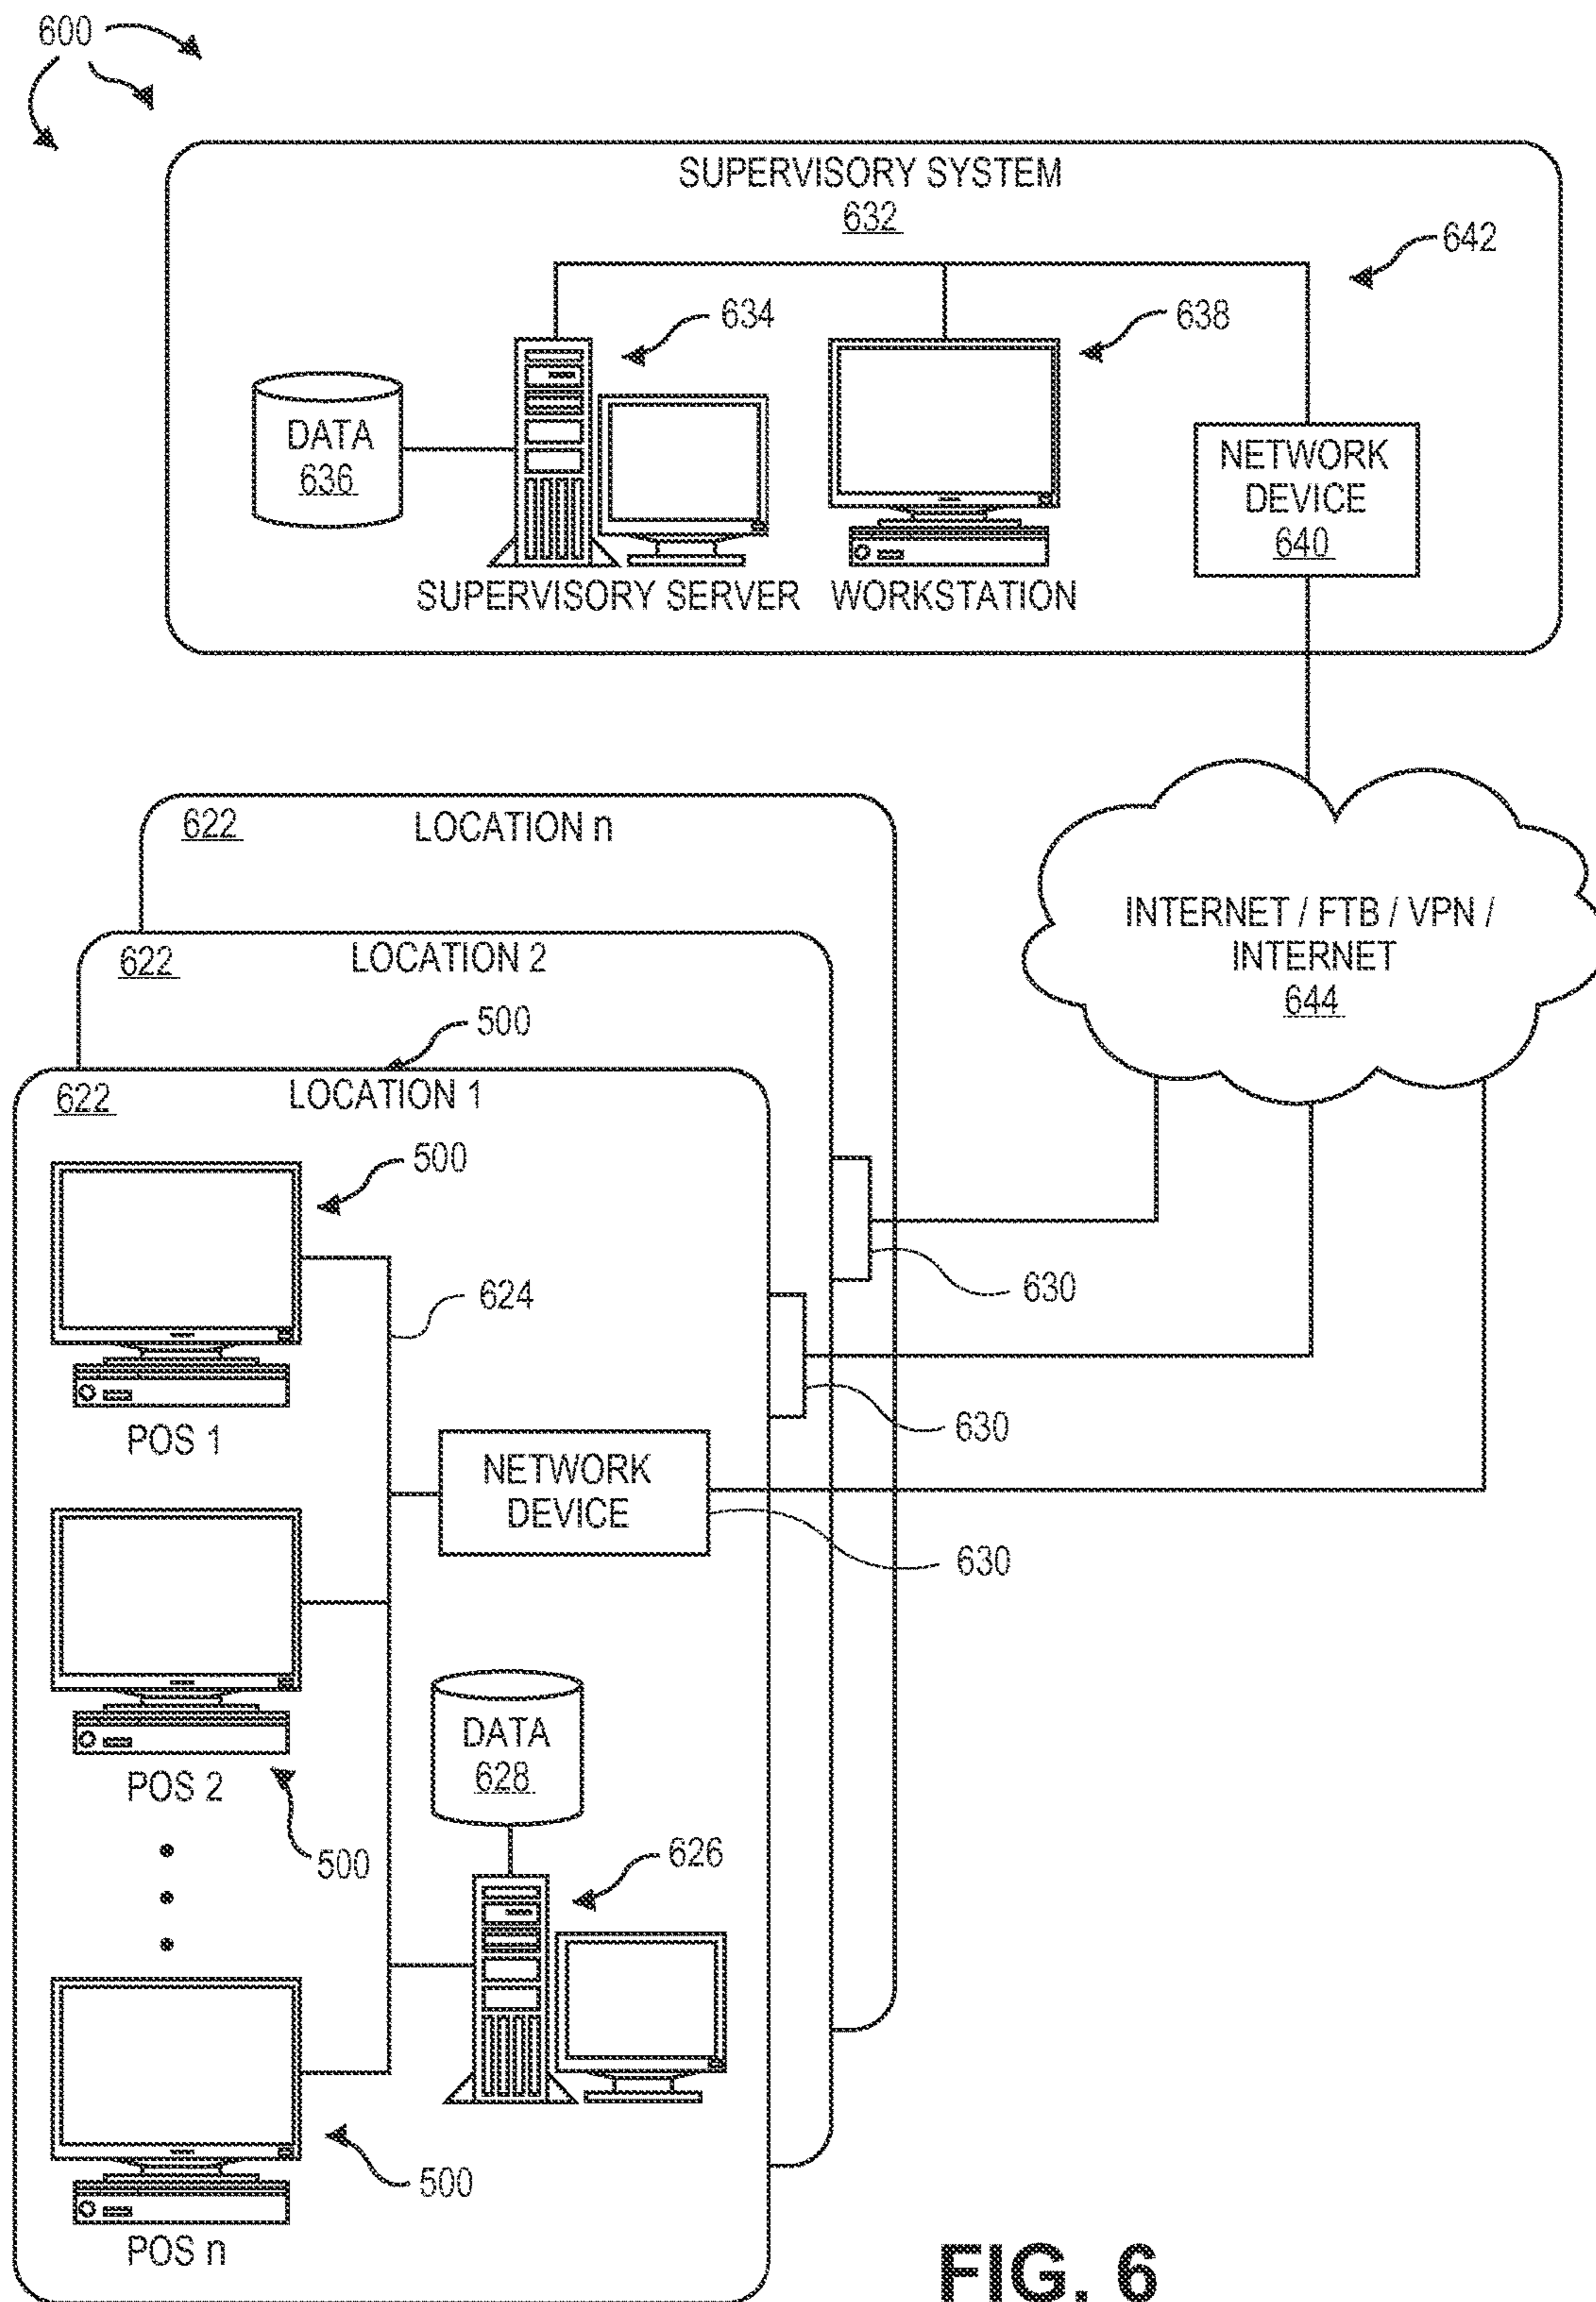 600
SUPERVISORY SYSTEM
632
642
634
638
DATA
636
NETWORK
DEVICE
640
SUPERVISORY SERVER
WORKSTATION
622
LOCATION n
INTERNET / FTB / VPN /
INTERNET
644
622
LOCATION 2
500
622
LOCATION 1
500
624
630
630
POS 1
NETWORK
DEVICE
630
DATA
628
POS 2
500
626
500
POS n
FIG. 6